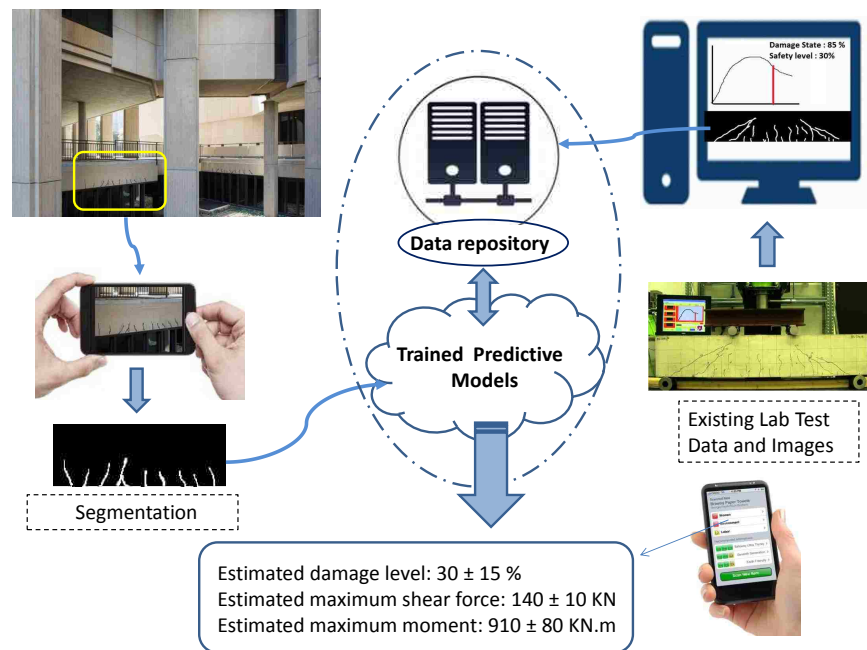 Damage State : 85 %
Safety level : 30%
Data repository
Trained Predictive
Models
Existing Lab Test
Data and Images
Segmentation
Estimated damage level: 30 ± 15 %
Estimated maximum shear force: 140 ± 10 KN
Estimated maximum moment: 910 ± 80 KN.m